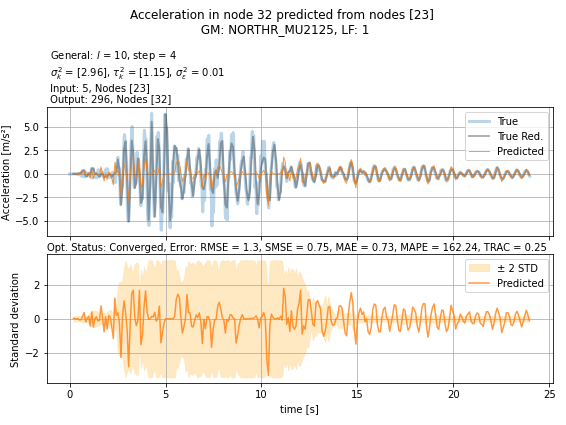 Acceleration in node 32 predicted from nodes [23]
GM: NORTHR_MU2125, LF: 1
General: l = 10, step = 4
σ²ₖ = [2.96], τ²ₖ = [1.15], σ²ε = 0.01
Input: 5, Nodes [23]
Output: 296, Nodes [32]
Acceleration [m/s²]
5.0
2.5
0.0
−2.5
−5.0
True
True Red.
Predicted
Opt. Status: Converged, Error: RMSE = 1.3, SMSE = 0.75, MAE = 0.73, MAPE = 162.24, TRAC = 0.25
Standard deviation
2
0
−2
± 2 STD
Predicted
0 5 10 15 20 25
time [s]